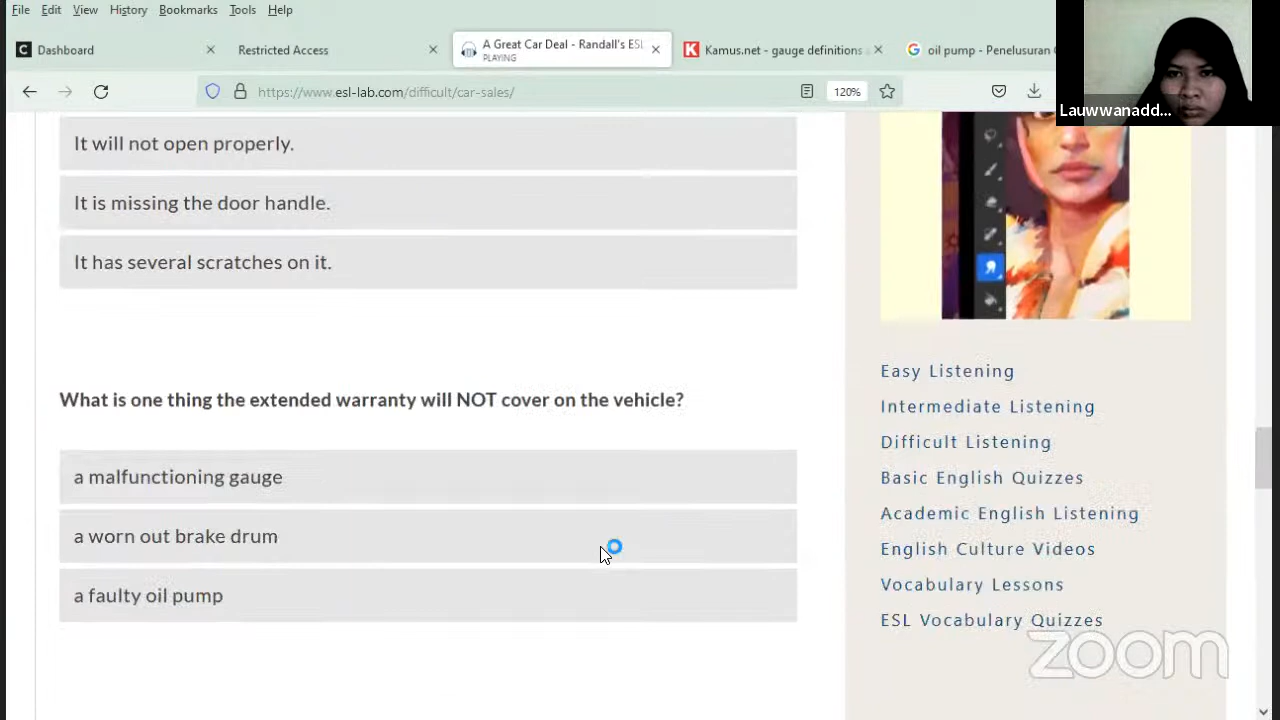 File Edit View History Bookmarks Tools Help
Dashboard
Restricted Access
A Great Car Deal - Randall's ESL
PLAYING
Kamus.net - gauge definitions
oil pump - Penelusuran
https://www.esl-lab.com/difficult/car-sales/
120%
Lauwwanadd...
It will not open properly.
It is missing the door handle.
It has several scratches on it.
What is one thing the extended warranty will NOT cover on the vehicle?
a malfunctioning gauge
a worn out brake drum
a faulty oil pump
Easy Listening
Intermediate Listening
Difficult Listening
Basic English Quizzes
Academic English Listening
English Culture Videos
Vocabulary Lessons
ESL Vocabulary Quizzes
zoom